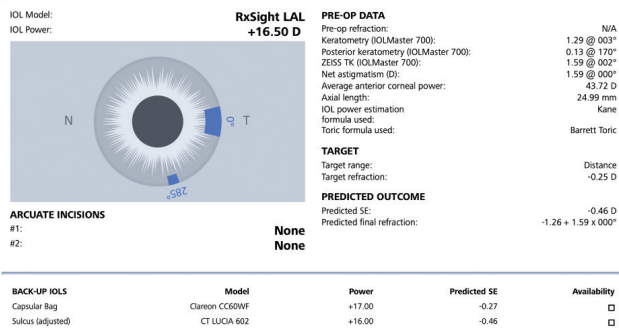 IOL Model: RxSight LAL
IOL Power: +16.50 D
N
0° T
285°
ARCUATE INCISIONS
#1: None
#2: None
PRE-OP DATA
Pre-op refraction: N/A
Keratometry (IOLMaster 700): 1.29 @ 003°
Posterior keratometry (IOLMaster 700): 0.13 @ 170°
ZEISS TK (IOLMaster 700): 1.59 @ 002°
Net astigmatism (D): 1.59 @ 000°
Average anterior corneal power: 43.72 D
Axial length: 24.99 mm
IOL power estimation Kane
formula used:
Toric formula used: Barrett Toric
TARGET
Target range: Distance
Target refraction: -0.25 D
PREDICTED OUTCOME
Predicted SE: -0.46 D
Predicted final refraction: -1.26 + 1.59 x 000°
BACK-UP IOLS Model Power Predicted SE Availability
Capsular Bag Clareon CC60WF +17.00 -0.27
Sulcus (adjusted) CT LUCIA 602 +16.00 -0.46